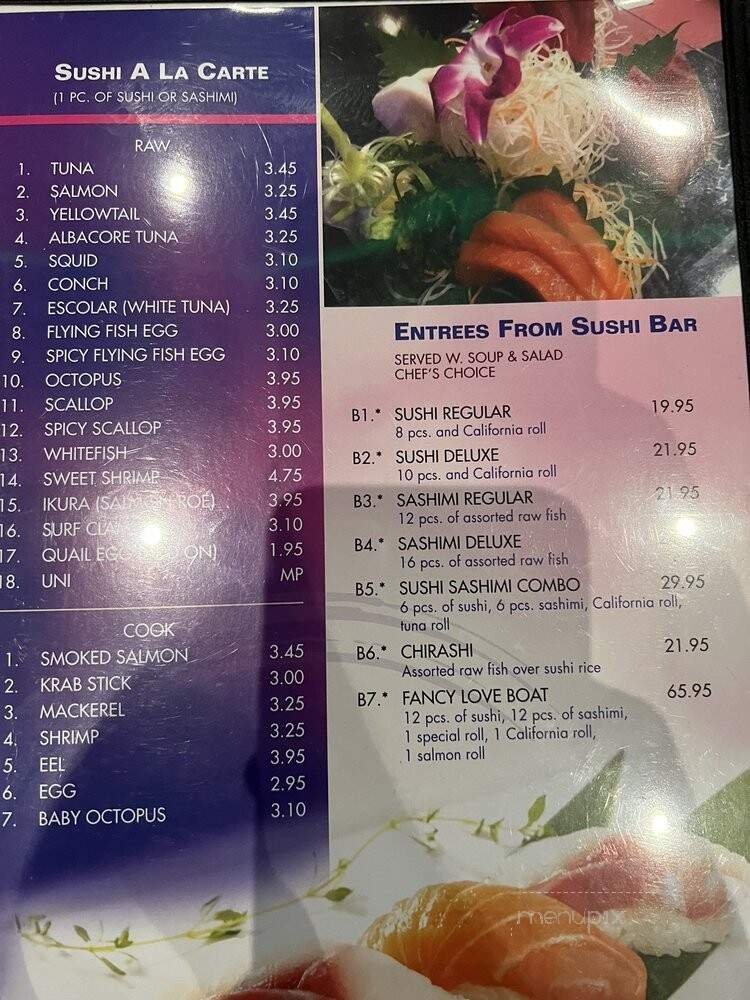 SUSHI A LA CARTE
(1 PC. OF SUSHI OR SASHIMI)
RAW
1. TUNA 3.45
2. SALMON 3.25
3. YELLOWTAIL 3.45
4. ALBACORE TUNA 3.25
5. SQUID 3.10
6. CONCH 3.10
7. ESCOLAR (WHITE TUNA) 3.25
8. FLYING FISH EGG 3.00
9. SPICY FLYING FISH EGG 3.10
10. OCTOPUS 3.95
11. SCALLOP 3.95
12. SPICY SCALLOP 3.95
13. WHITEFISH 3.00
14. SWEET SHRIMP 4.75
15. IKURA (SALMON ROE) 3.95
16. SURF 3.10
17. QUAIL EGG ON) 1.95
18. UNI MP
COOK
1. SMOKED SALMON 3.45
2. KRAB STICK 3.00
3. MACKEREL 3.25
4. SHRIMP 3.25
5. EEL 3.95
6. EGG 2.95
7. BABY OCTOPUS 3.10
ENTREES FROM SUSHI BAR
SERVED W. SOUP & SALAD
CHEF'S CHOICE
B1.* SUSHI REGULAR 19.95
8 pcs. and California roll
B2.* SUSHI DELUXE 21.95
10 pcs. and California roll
B3.* SASHIMI REGULAR 21.95
12 pcs. of assorted raw fish
B4.* SASHIMI DELUXE
16 pcs. of assorted raw fish
B5.* SUSHI SASHIMI COMBO 29.95
6 pcs. of sushi, 6 pcs. sashimi, California roll,
tuna roll
B6.* CHIRASHI 21.95
Assorted raw fish over sushi rice
B7.* FANCY LOVE BOAT 65.95
12 pcs. of sushi, 12 pcs. of sashimi,
1 special roll, 1 California roll,
1 salmon roll
menupix